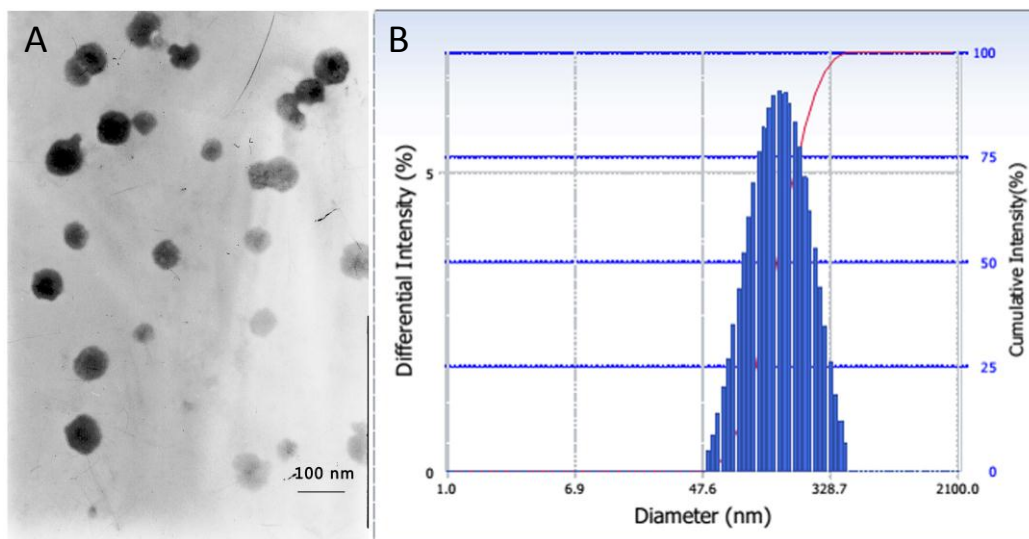 A
100 nm
B
Differential Intensity (%)
5
0
100
75
50
25
0
Cumulative Intensity(%)
1.0 6.9 47.6 328.7 2100.0
Diameter (nm)